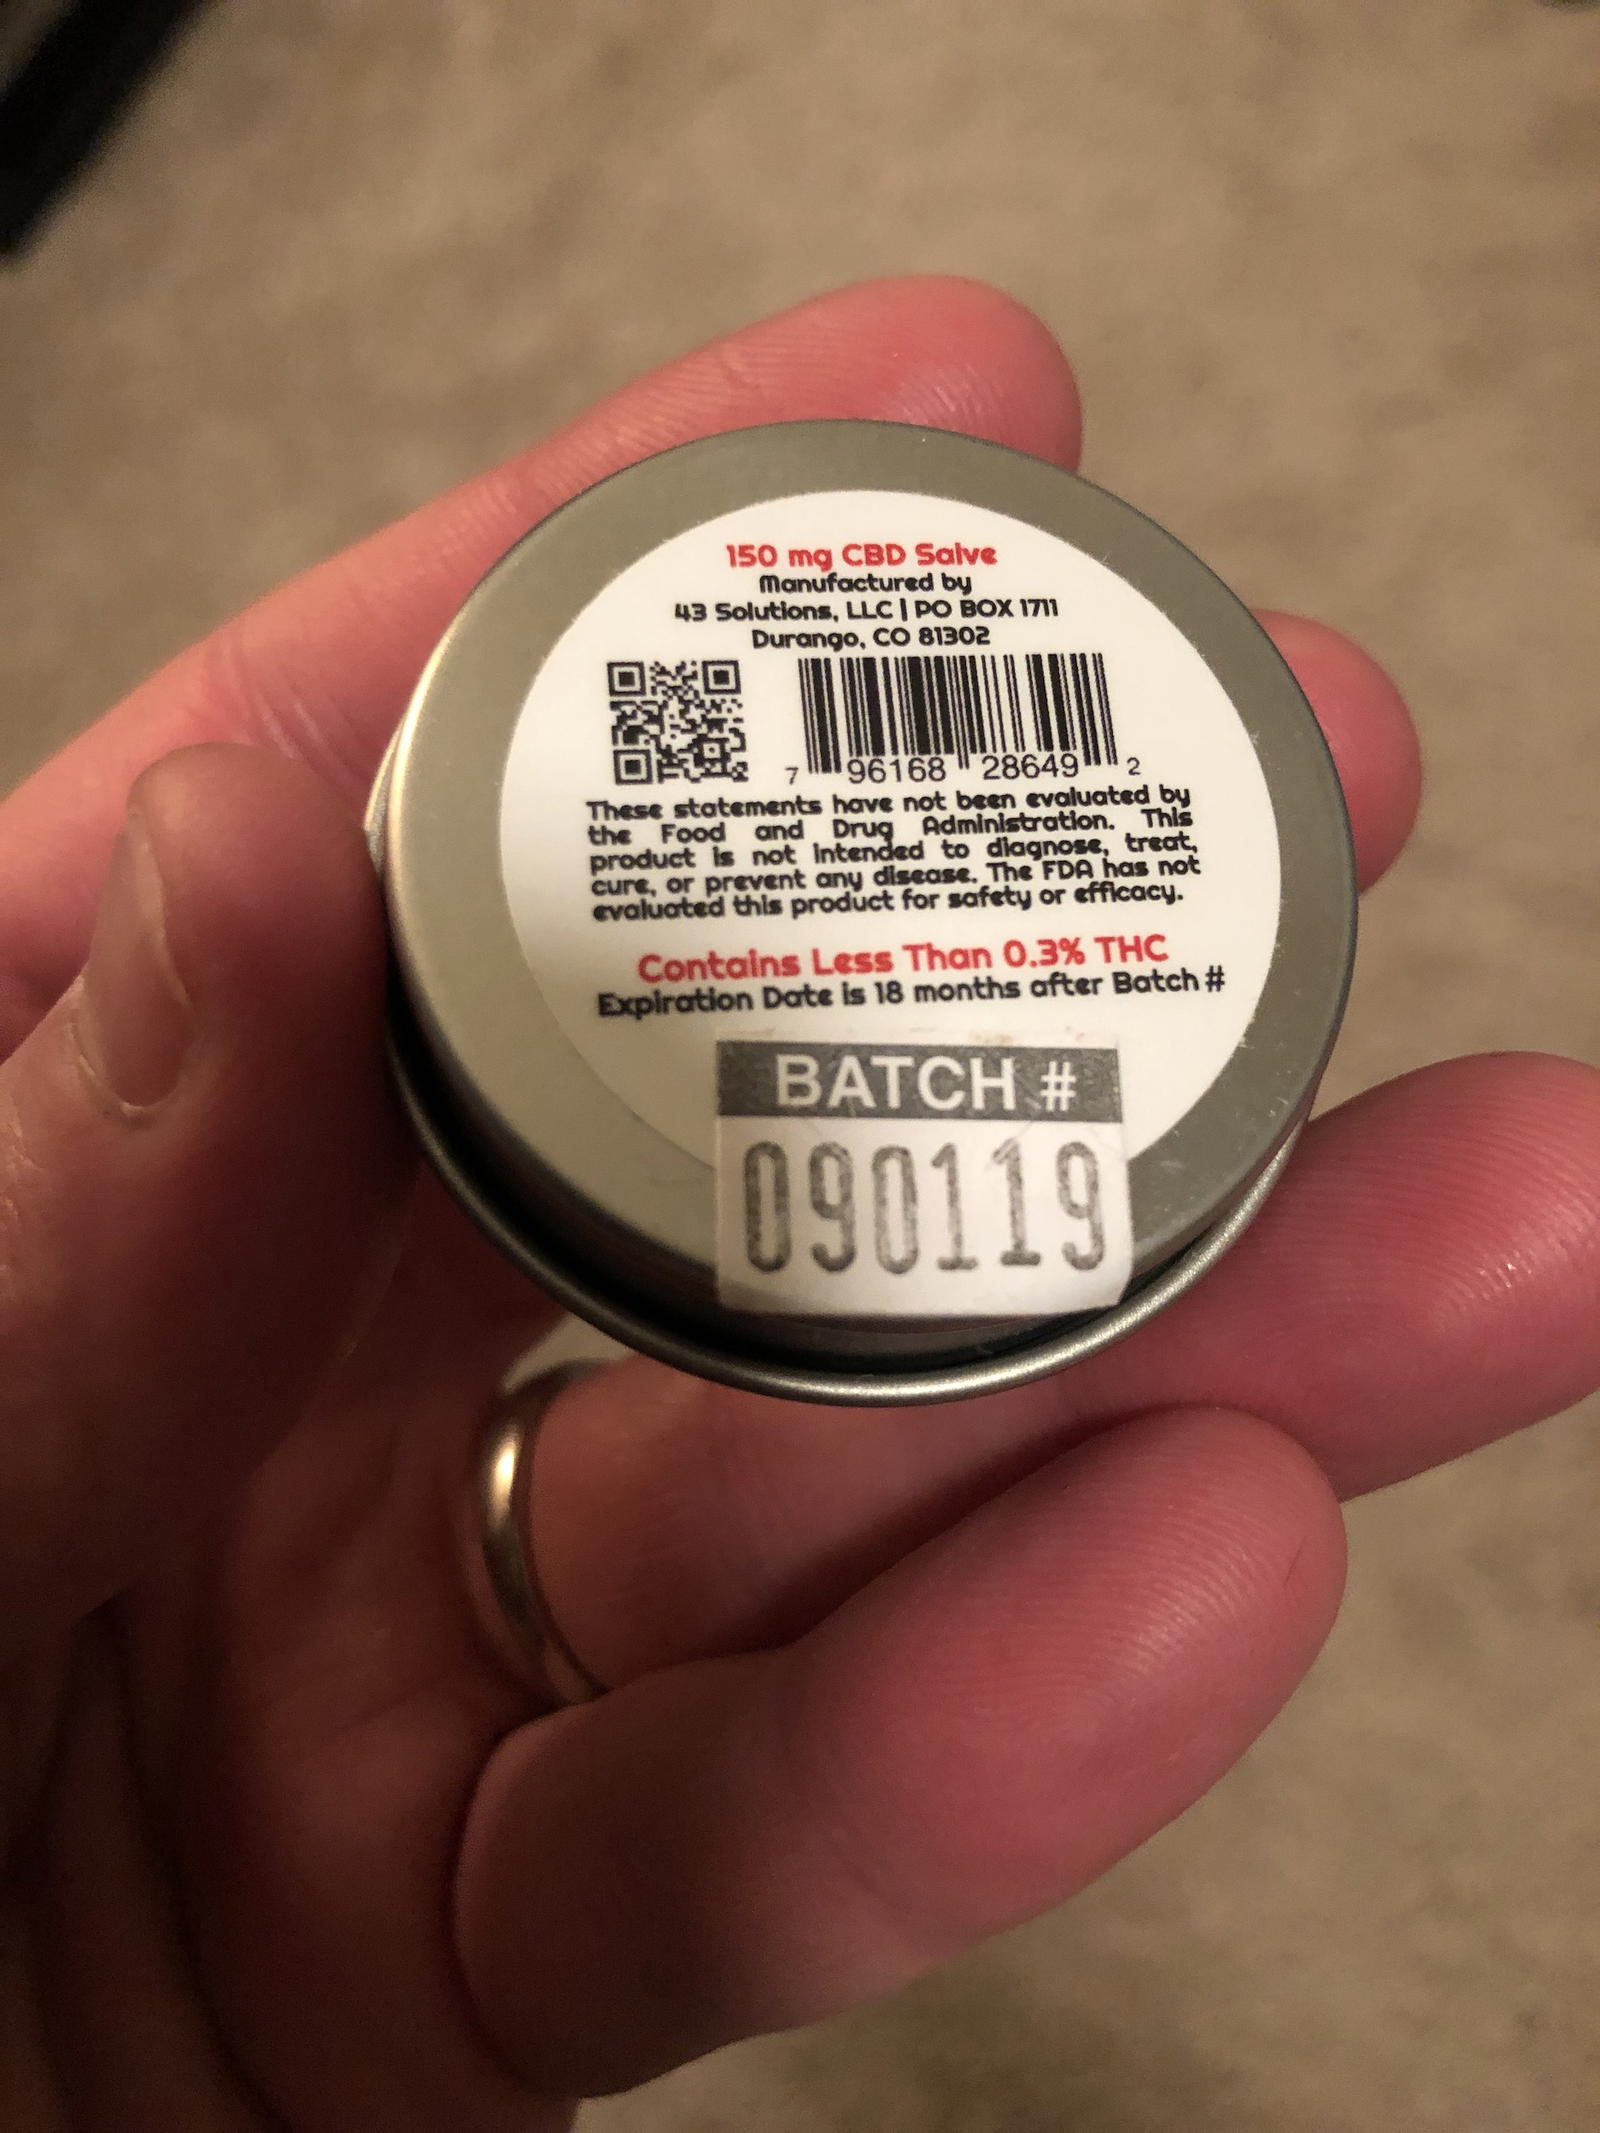 150 mg CBD Salve
Manufactured by
43 Solutions, LLC | PO BOX 1711
Durango, CO 81302
7 96168 28649 2
These statements have not been evaluated by
the Food and Drug Administration. This
product is not intended to diagnose, treat,
cure, or prevent any disease. The FDA has not
evaluated this product for safety or efficacy.
Contains Less Than 0.3% THC
Expiration Date is 18 months after Batch #
BATCH #
090119